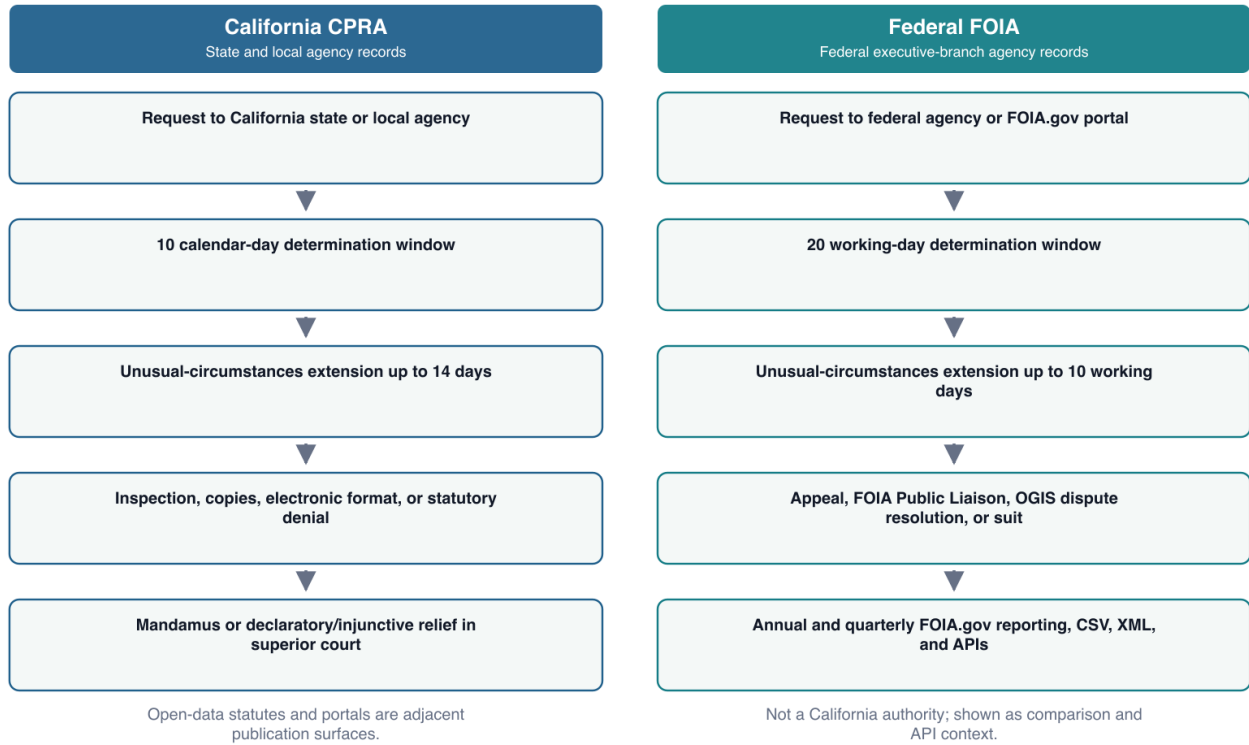 California CPRA
State and local agency records
Request to California state or local agency
10 calendar-day determination window
Unusual-circumstances extension up to 14 days
Inspection, copies, electronic format, or statutory
denial
Mandamus or declaratory/injunctive relief in
superior court
Open-data statutes and portals are adjacent
publication surfaces.
Federal FOIA
Federal executive-branch agency records
Request to federal agency or FOIA.gov portal
20 working-day determination window
Unusual-circumstances extension up to 10 working
days
Appeal, FOIA Public Liaison, OGIS dispute
resolution, or suit
Annual and quarterly FOIA.gov reporting, CSV, XML,
and APIs
Not a California authority; shown as comparison and
API context.